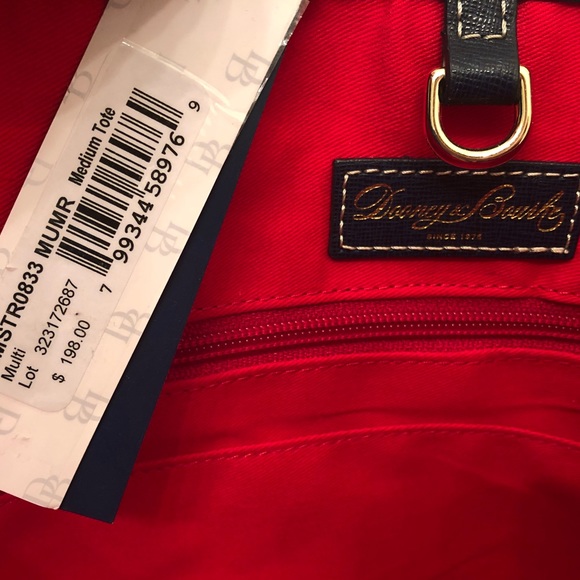 MSTR0833 MUMR Medium Tote
Multi
Lot 323172687
$ 198.00
7 99344 58976 9
Dooney & Bourke
SINCE 1975